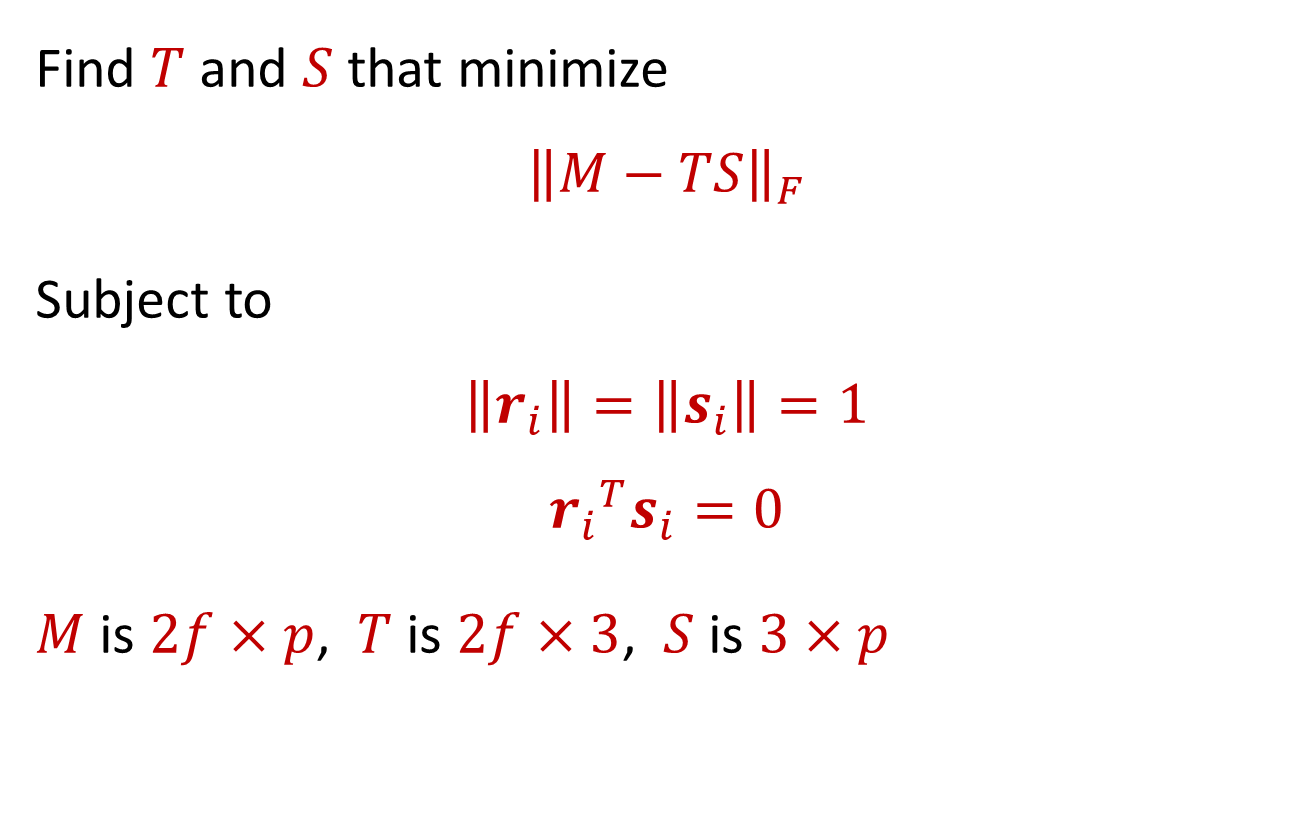 Find T and S that minimize
‖M − TS‖_F
Subject to
‖r_i‖ = ‖s_i‖ = 1
r_i^T s_i = 0
M is 2f × p, T is 2f × 3, S is 3 × p